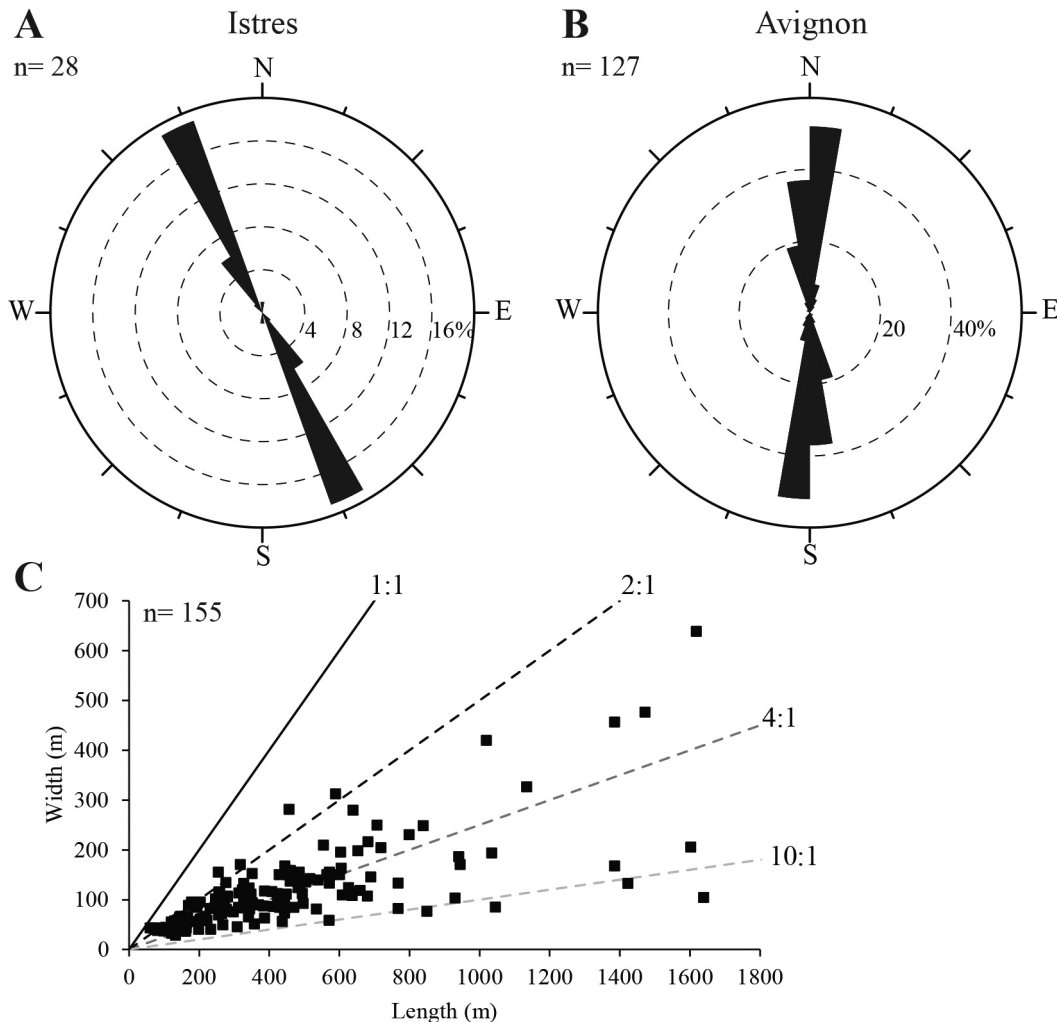 A Istres
n= 28
N
W E
4 8 12 16%
S
B Avignon
n= 127
N
W E
20 40%
S
C
n= 155
1:1 2:1
4:1
10:1
700
600
500
400
300
200
100
0
Width (m)
0 200 400 600 800 1000 1200 1400 1600 1800
Length (m)